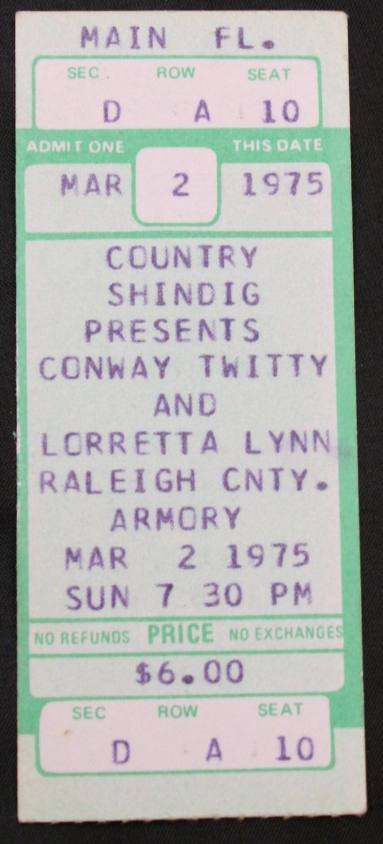 MAIN FL.
SEC. ROW SEAT
D A 10
ADMIT ONE THIS DATE
MAR 2 1975
COUNTRY
SHINDIG
PRESENTS
CONWAY TWITTY
AND
LORRETTA LYNN
RALEIGH CNTY.
ARMORY
MAR 2 1975
SUN 7 30 PM
NO REFUNDS PRICE NO EXCHANGES
$6.00
SEC ROW SEAT
D A 10